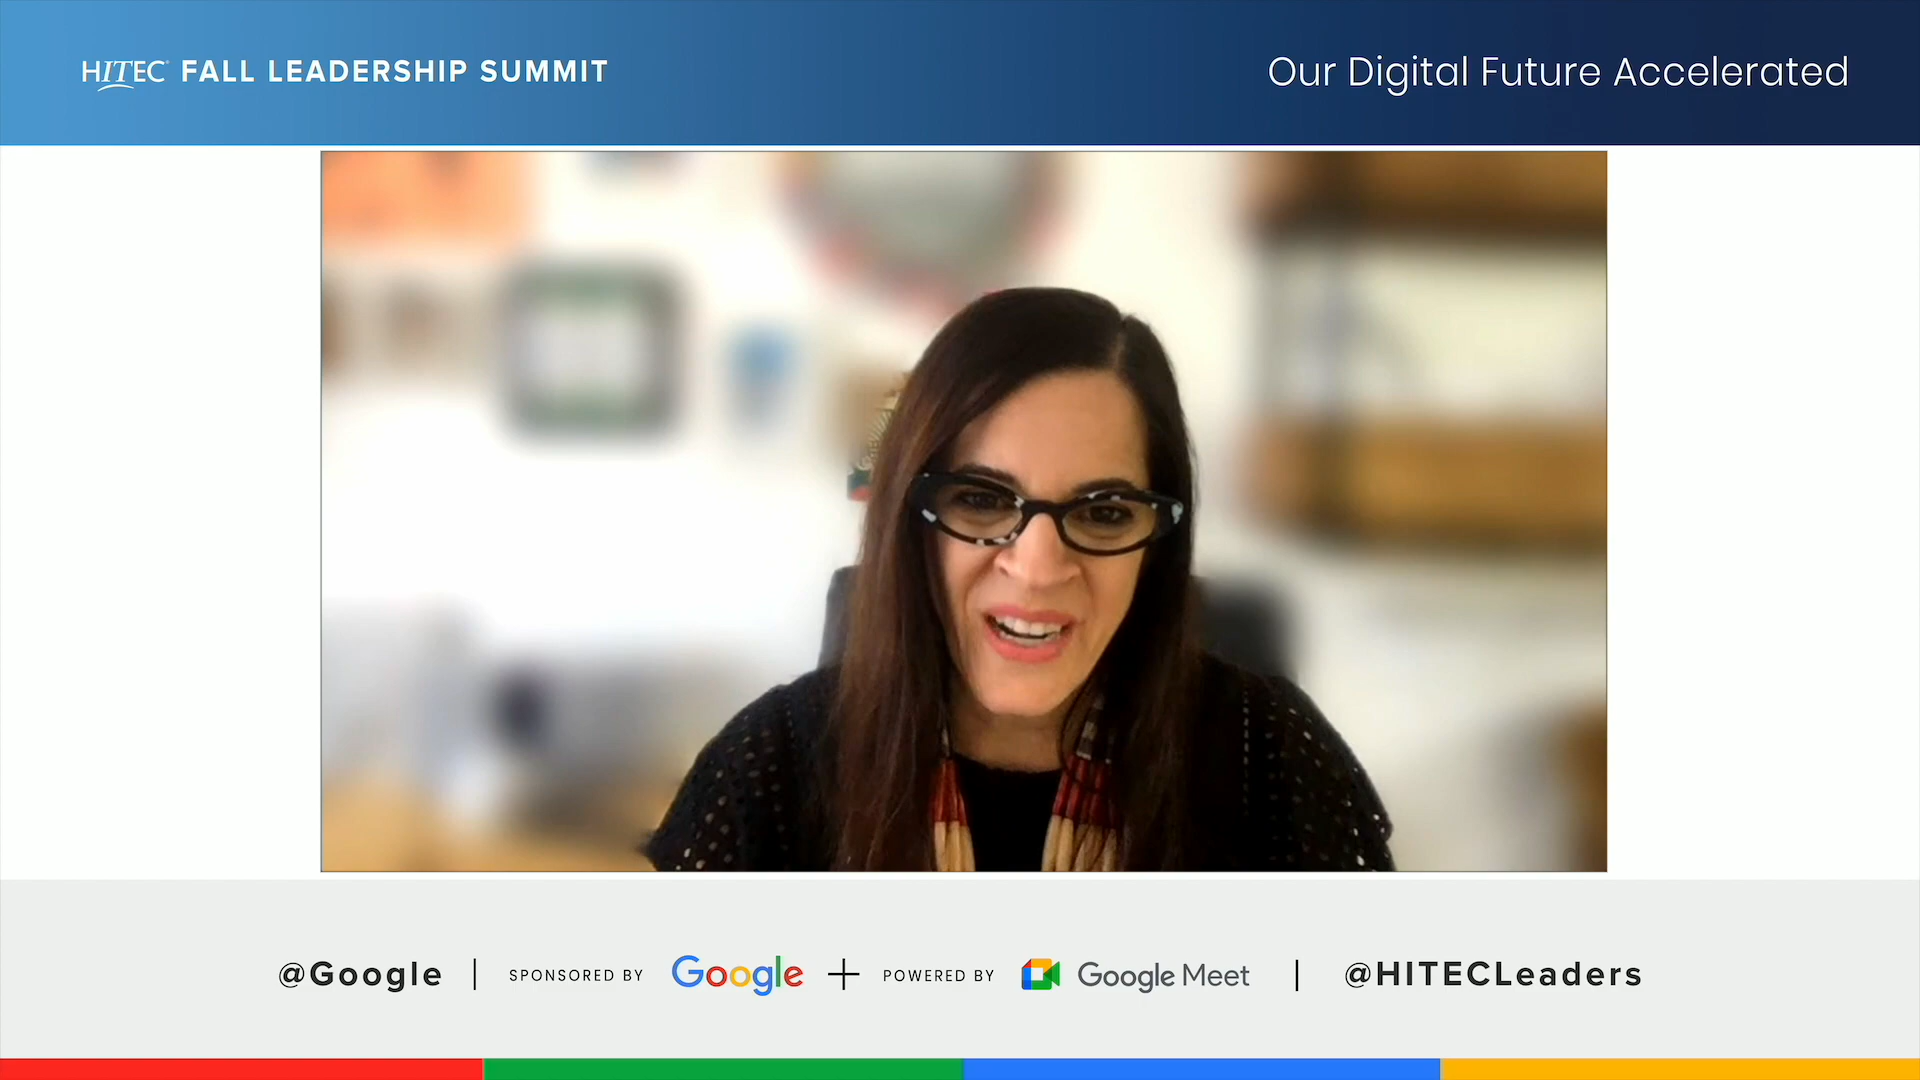 HITEC FALL LEADERSHIP SUMMIT
Our Digital Future Accelerated
@Google | SPONSORED BY Google + POWERED BY Google Meet | @HITECLeaders